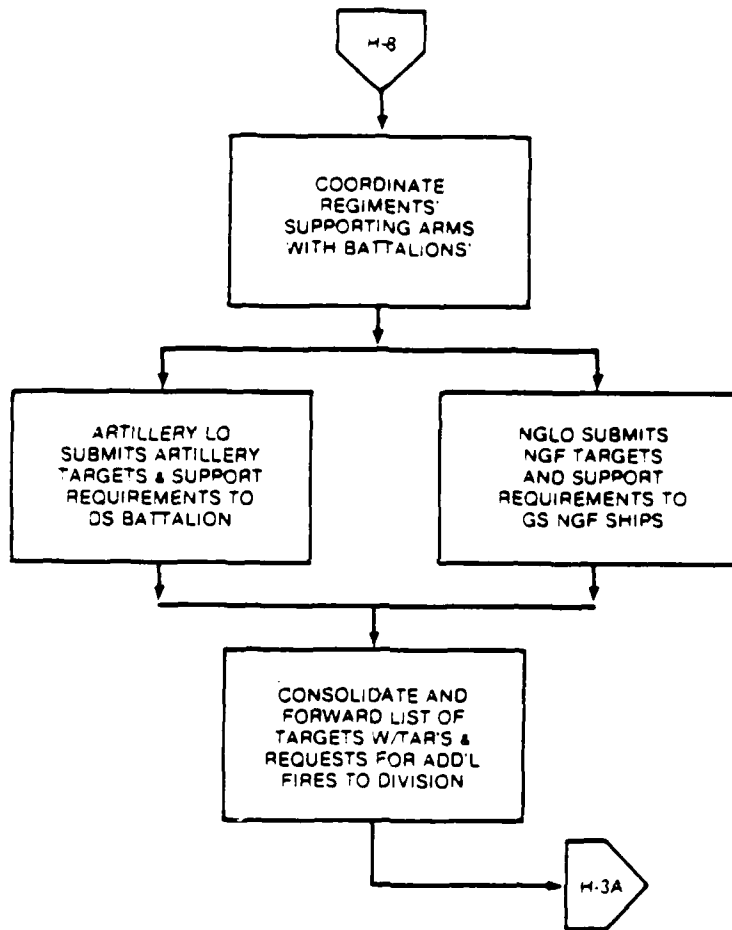 H-8
COORDINATE
REGIMENTS'
SUPPORTING ARMS
WITH BATTALIONS'
ARTILLERY LO
SUBMITS ARTILLERY
TARGETS & SUPPORT
REQUIREMENTS TO
DS BATTALION
NGLO SUBMITS
NGF TARGETS
AND SUPPORT
REQUIREMENTS TO
GS NGF SHIPS
CONSOLIDATE AND
FORWARD LIST OF
TARGETS W/TAR'S &
REQUESTS FOR ADD'L
FIRES TO DIVISION
H-3A